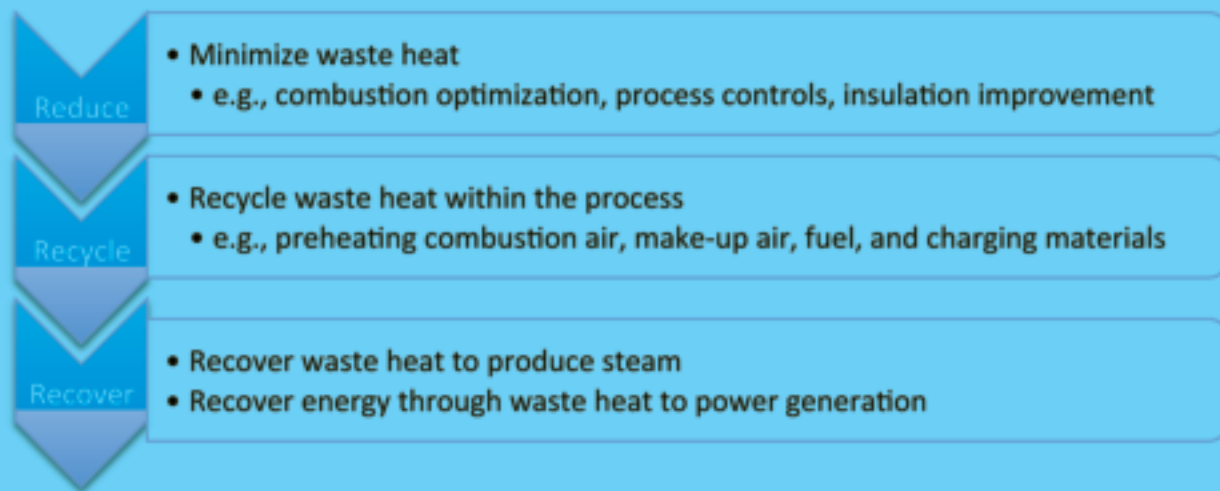 Reduce
• Minimize waste heat
• e.g., combustion optimization, process controls, insulation improvement
Recycle
• Recycle waste heat within the process
• e.g., preheating combustion air, make-up air, fuel, and charging materials
Recover
• Recover waste heat to produce steam
• Recover energy through waste heat to power generation